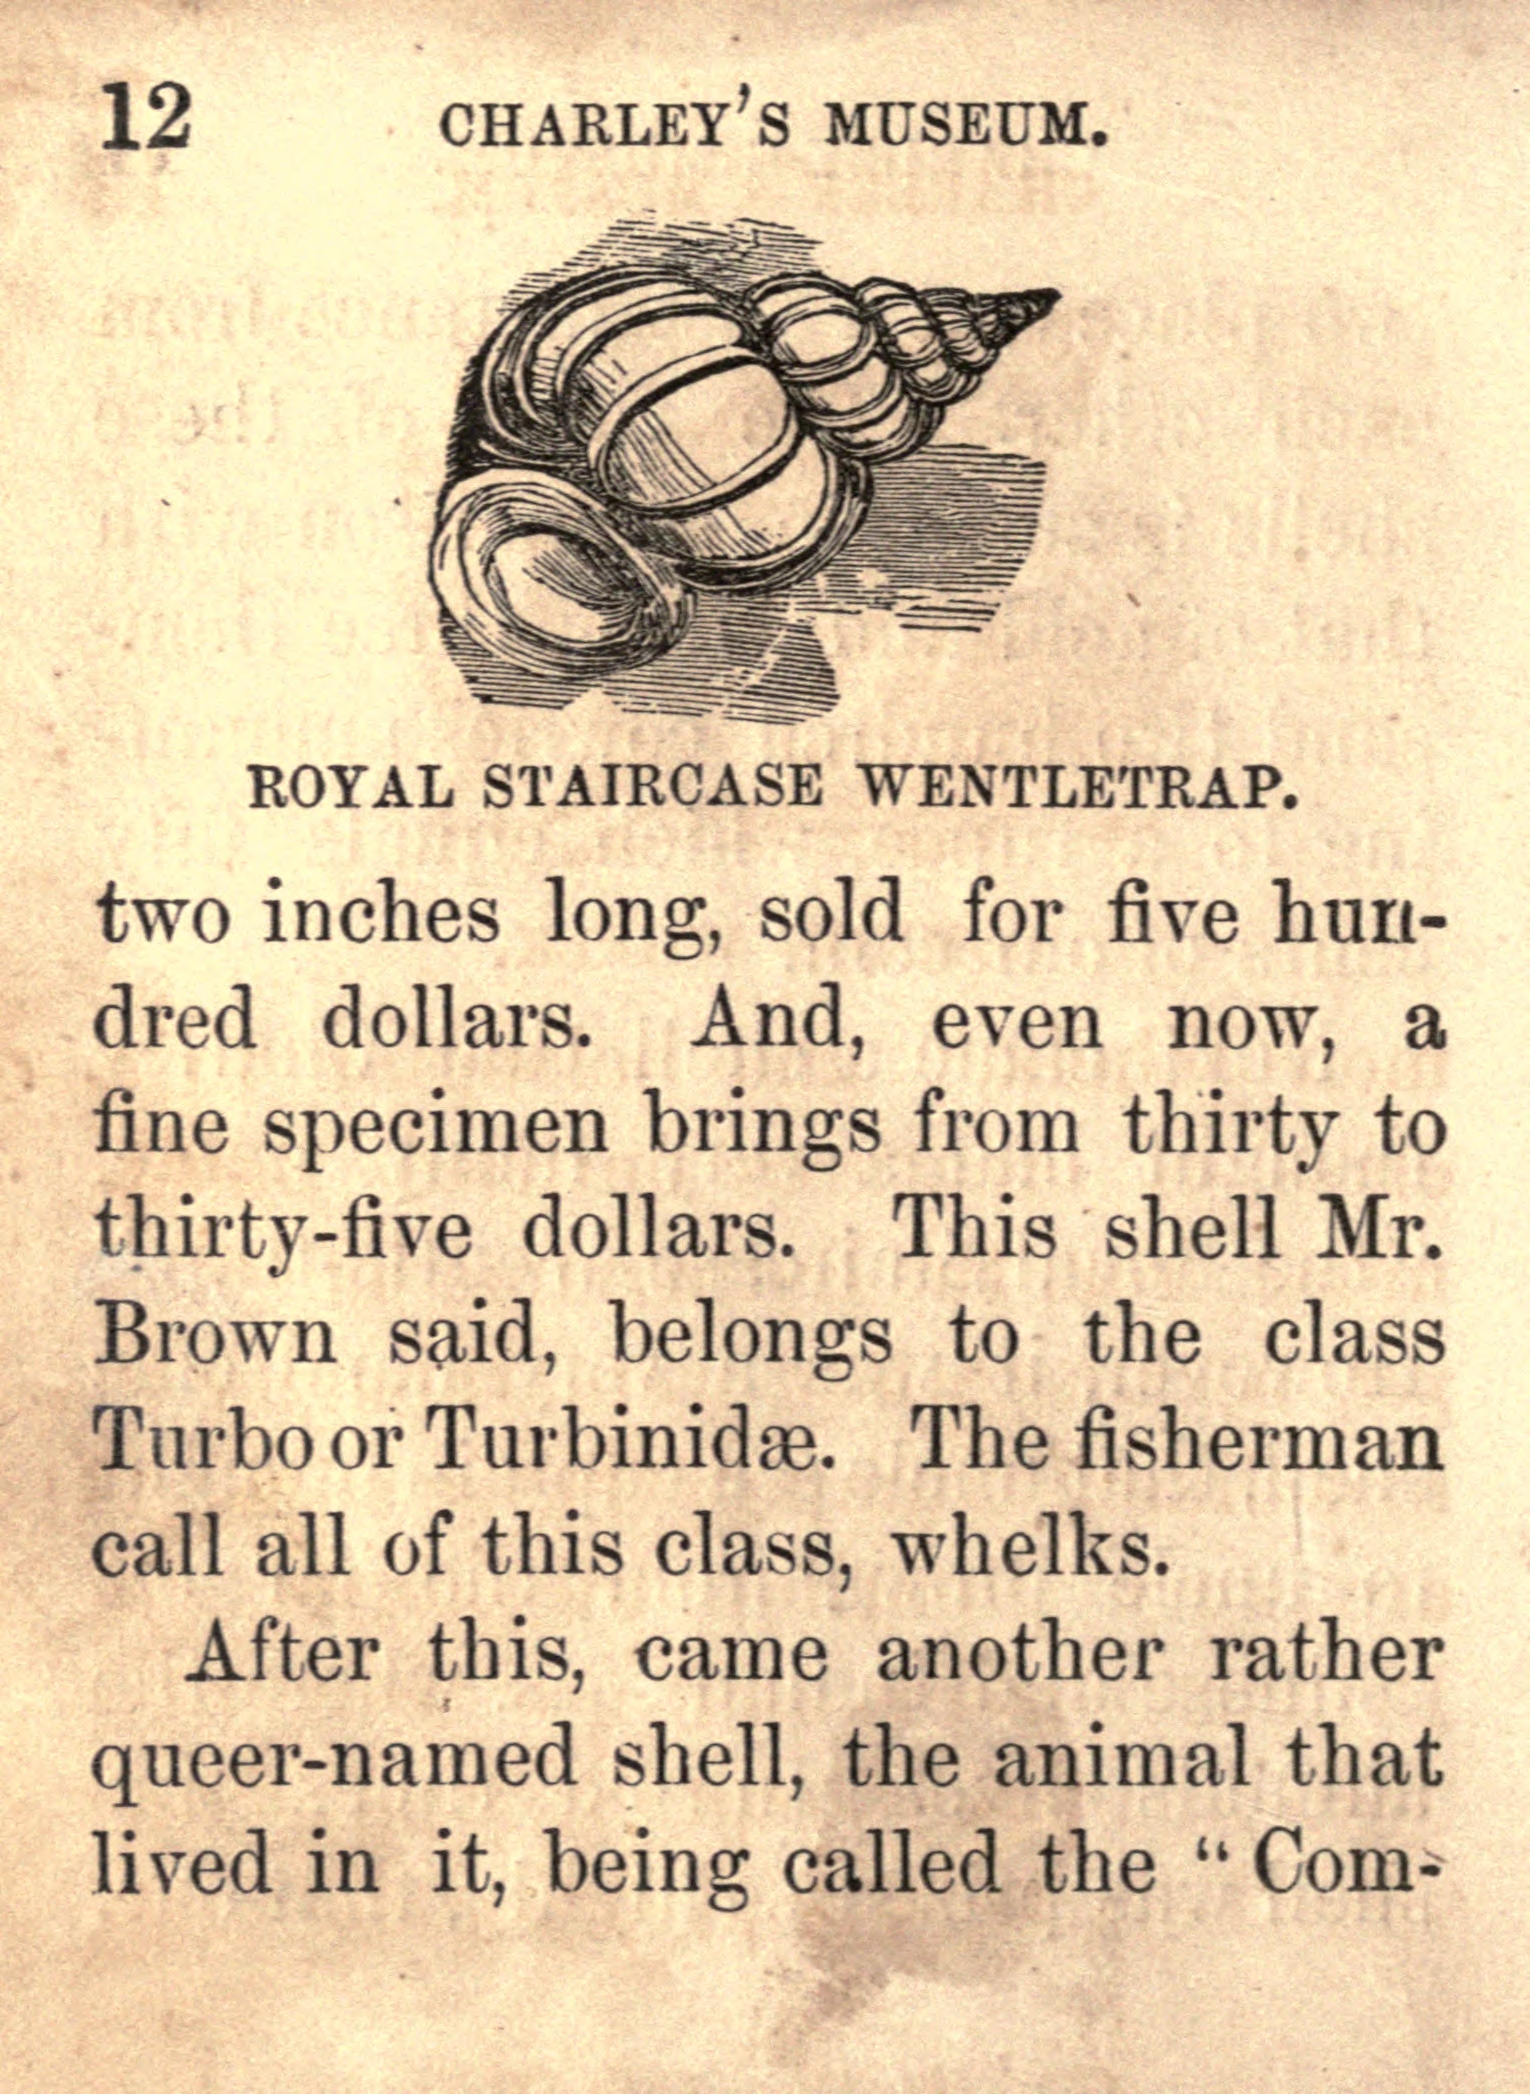 12 CHARLEY'S MUSEUM.
ROYAL STAIRCASE WENTLETRAP.
two inches long, sold for five hun-
dred dollars. And, even now, a
fine specimen brings from thirty to
thirty-five dollars. This shell Mr.
Brown said, belongs to the class
Turbo or Turbinidæ. The fisherman
call all of this class, whelks.
After this, came another rather
queer-named shell, the animal that
lived in it, being called the “ Com-